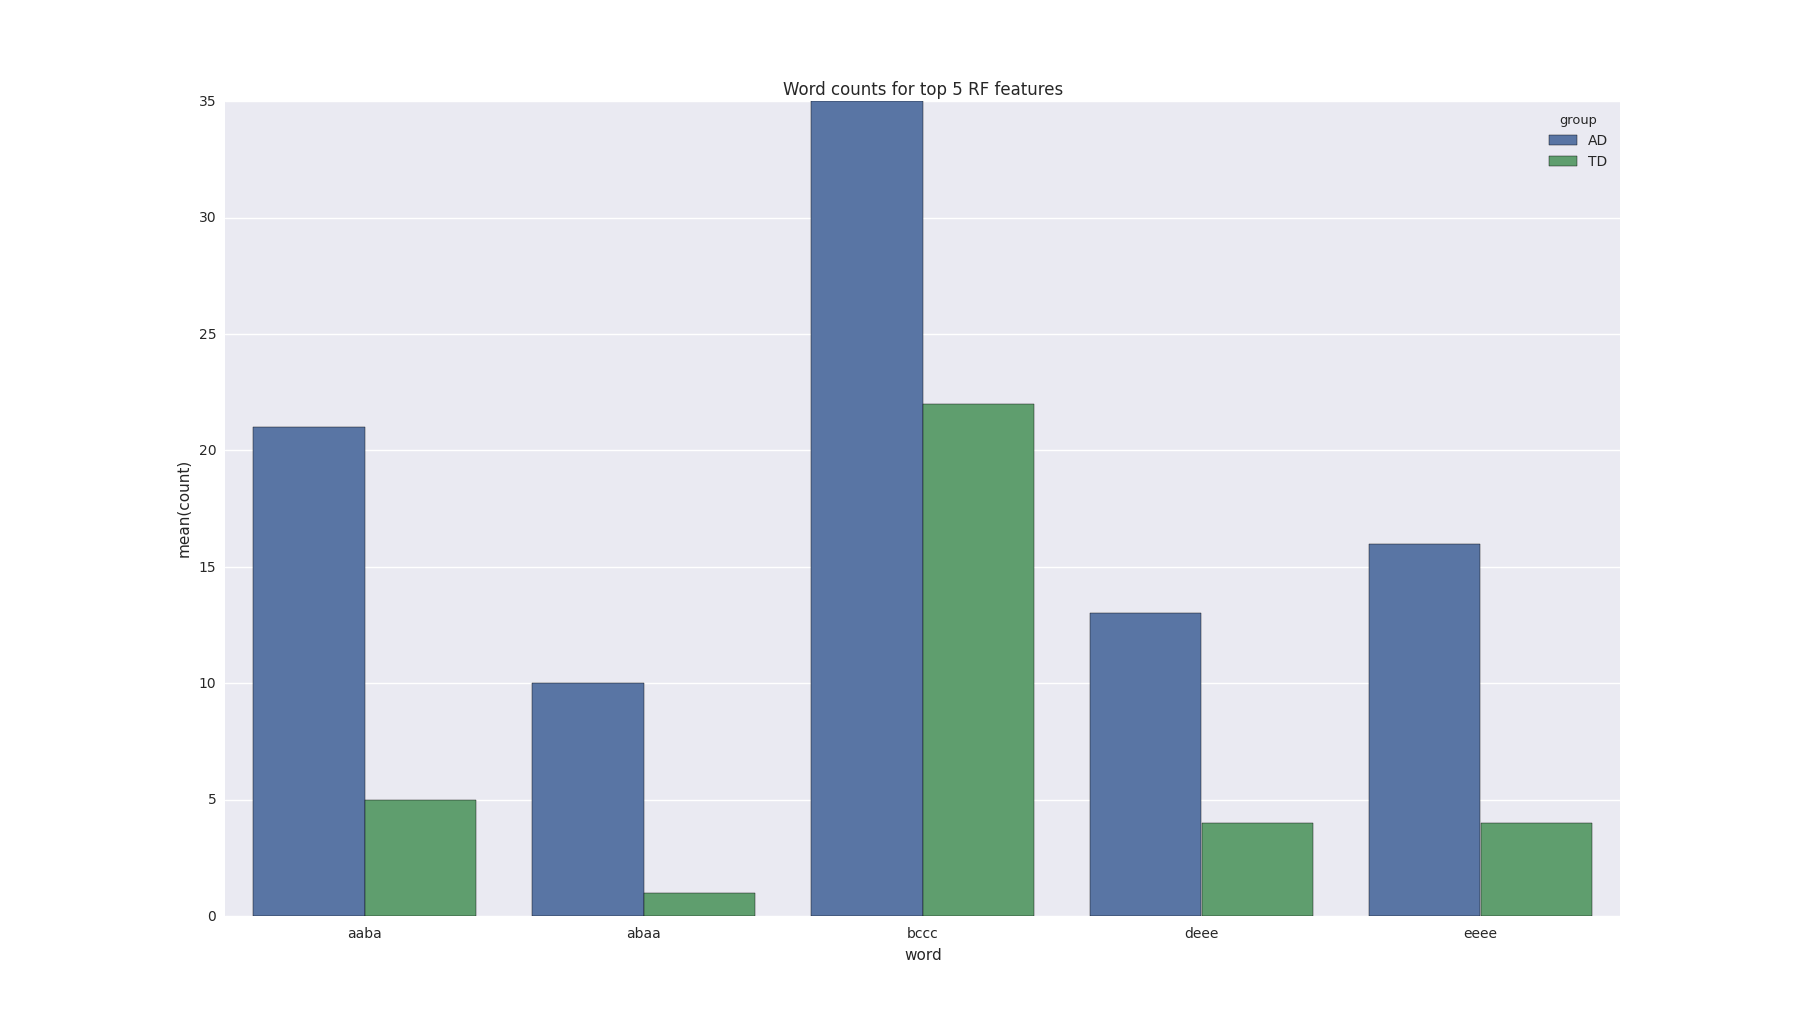 Word counts for top 5 RF features
group
AD
TD
35
30
25
20
15
10
5
0
mean(count)
aaba abaa bccc deee eeee
word